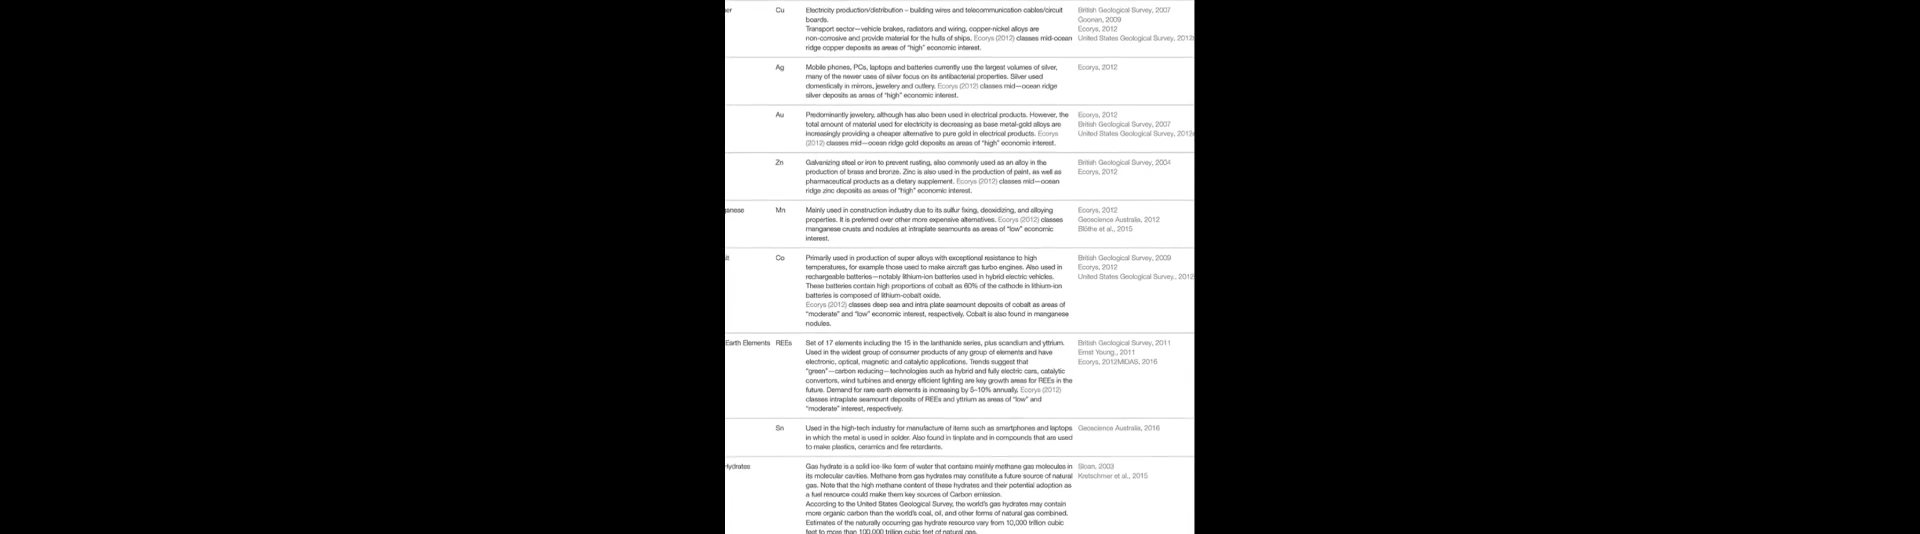 er Cu Electricity production/distribution – building wires and telecommunication cables/circuit British Geological Survey, 2007
boards. Goonan, 2009
Transport sector—vehicle brakes, radiators and wiring, copper-nickel alloys are Ecorys, 2012
non-corrosive and provide material for the hulls of ships. Ecorys (2012) classes mid-ocean United States Geological Survey, 2012
ridge copper deposits as areas of "high" economic interest.
Ag Mobile phones, PCs, laptops and batteries currently use the largest volumes of silver, Ecorys, 2012
many of the newer uses of silver focus on its antibacterial properties. Silver used
domestically in mirrors, jewelery and cutlery. Ecorys (2012) classes mid—ocean ridge
silver deposits as areas of "high" economic interest.
Au Predominantly jewelery, although has also been used in electrical products. However, the Ecorys, 2012
total amount of material used for electricity is decreasing as base metal-gold alloys are British Geological Survey, 2007
increasingly providing a cheaper alternative to pure gold in electrical products. Ecorys United States Geological Survey, 2012
(2012) classes mid—ocean ridge gold deposits as areas of "high" economic interest.
Zn Galvanizing steel or iron to prevent rusting, also commonly used as an alloy in the British Geological Survey, 2004
production of brass and bronze. Zinc is also used in the production of paint, as well as Ecorys, 2012
pharmaceutical products as a dietary supplement. Ecorys (2012) classes mid—ocean
ridge zinc deposits as areas of "high" economic interest.
ganese Mn Mainly used in construction industry due to its sulfur fixing, deoxidizing, and alloying Ecorys, 2012
properties. It is preferred over other more expensive alternatives. Ecorys (2012) classes Geoscience Australia, 2012
manganese crusts and nodules at intraplate seamounts as areas of "low" economic Blöthe et al., 2015
interest.
lt Co Primarily used in production of super alloys with exceptional resistance to high British Geological Survey, 2009
temperatures, for example those used to make aircraft gas turbo engines. Also used in Ecorys, 2012
rechargeable batteries—notably lithium-ion batteries used in hybrid electric vehicles. United States Geological Survey,, 2012
These batteries contain high proportions of cobalt as 60% of the cathode in lithium-ion
batteries is composed of lithium-cobalt oxide.
Ecorys (2012) classes deep sea and intra plate seamount deposits of cobalt as areas of
"moderate" and "low" economic interest, respectively. Cobalt is also found in manganese
nodules.
Earth Elements REEs Set of 17 elements including the 15 in the lanthanide series, plus scandium and yttrium. British Geological Survey, 2011
Used in the widest group of consumer products of any group of elements and have Ernst Young., 2011
electronic, optical, magnetic and catalytic applications. Trends suggest that Ecorys, 2012MIDAS, 2016
"green"—carbon reducing—technologies such as hybrid and fully electric cars, catalytic
convertors, wind turbines and energy efficient lighting are key growth areas for REEs in the
future. Demand for rare earth elements is increasing by 5–10% annually. Ecorys (2012)
classes intraplate seamount deposits of REEs and yttrium as areas of "low" and
"moderate" interest, respectively.
Sn Used in the high-tech industry for manufacture of items such as smartphones and laptops Geoscience Australia, 2016
in which the metal is used in solder. Also found in tinplate and in compounds that are used
to make plastics, ceramics and fire retardants.
Hydrates Gas hydrate is a solid ice-like form of water that contains mainly methane gas molecules in Sloan, 2003
its molecular cavities. Methane from gas hydrates may constitute a future source of natural Kretschmer et al., 2015
gas. Note that the high methane content of these hydrates and their potential adoption as
a fuel resource could make them key sources of Carbon emission.
According to the United States Geological Survey, the world's gas hydrates may contain
more organic carbon than the world's coal, oil, and other forms of natural gas combined.
Estimates of the naturally occurring gas hydrate resource vary from 10,000 trillion cubic
feet to more than 100,000 trillion cubic feet of natural gas.